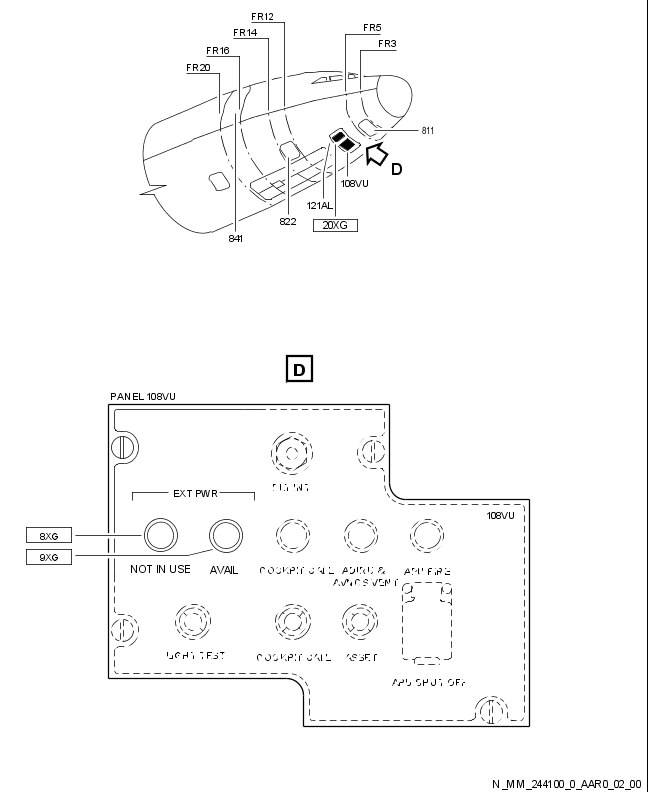 FR12
FR14
FR5
FR16
FR3
FR20
811
D
108VU
121AL
822
20XG
841
D
PANEL 108VU
EXT PWR
108VU
8XG
9XG
NOT IN USE
AVAIL
COCKPIT CALL
ADIRU &
AVNCS VENT
APU FIRE
LIGHT TEST
COCKPIT CALL
APU SHUT OFF
N_MM_244100_0_AAR0_02_00